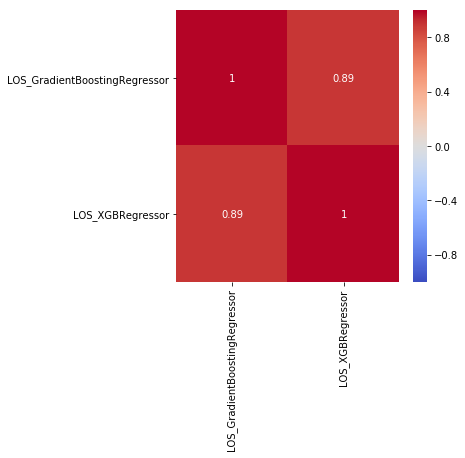 LOS_GradientBoostingRegressor
1
0.89
LOS_XGBRegressor
0.89
1
LOS_GradientBoostingRegressor
LOS_XGBRegressor
0.8
0.4
0.0
−0.4
−0.8